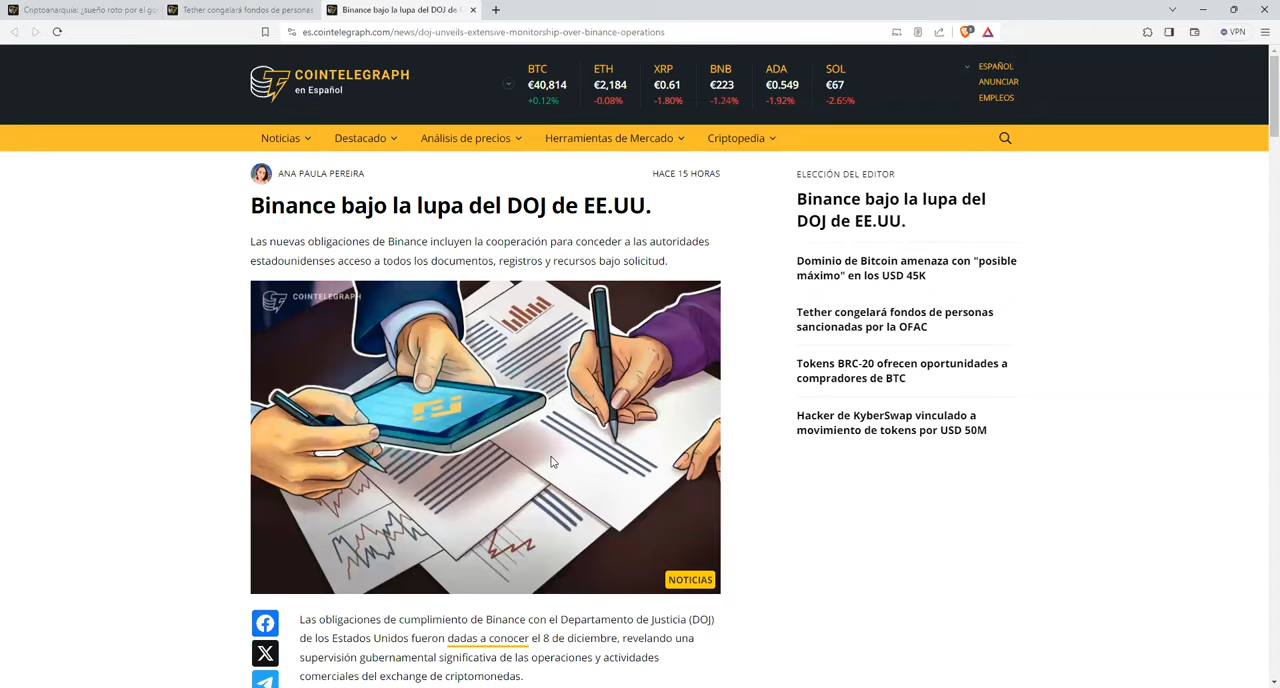 Criptoanarquía: ¿sueño roto por el go
Tether congelará fondos de personas
Binance bajo la lupa del DOJ de E
es.cointelegraph.com/news/doj-unveils-extensive-monitorship-over-binance-operations
VPN
COINTELEGRAPH
en Español
BTC ETH XRP BNB ADA SOL
€40,814 €2,184 €0.61 €223 €0.549 €67
+0.12% -0.08% -1.80% -1.24% -1.92% -2.65%
ESPAÑOL
ANUNCIAR
EMPLEOS
Noticias Destacado Análisis de precios Herramientas de Mercado Criptopedia
ANA PAULA PEREIRA HACE 15 HORAS
Binance bajo la lupa del DOJ de EE.UU.
Las nuevas obligaciones de Binance incluyen la cooperación para conceder a las autoridades
estadounidenses acceso a todos los documentos, registros y recursos bajo solicitud.
COINTELEGRAPH
NOTICIAS
Las obligaciones de cumplimiento de Binance con el Departamento de Justicia (DOJ)
de los Estados Unidos fueron dadas a conocer el 8 de diciembre, revelando una
supervisión gubernamental significativa de las operaciones y actividades
comerciales del exchange de criptomonedas.
ELECCIÓN DEL EDITOR
Binance bajo la lupa del
DOJ de EE.UU.
Dominio de Bitcoin amenaza con "posible
máximo" en los USD 45K
Tether congelará fondos de personas
sancionadas por la OFAC
Tokens BRC-20 ofrecen oportunidades a
compradores de BTC
Hacker de KyberSwap vinculado a
movimiento de tokens por USD 50M